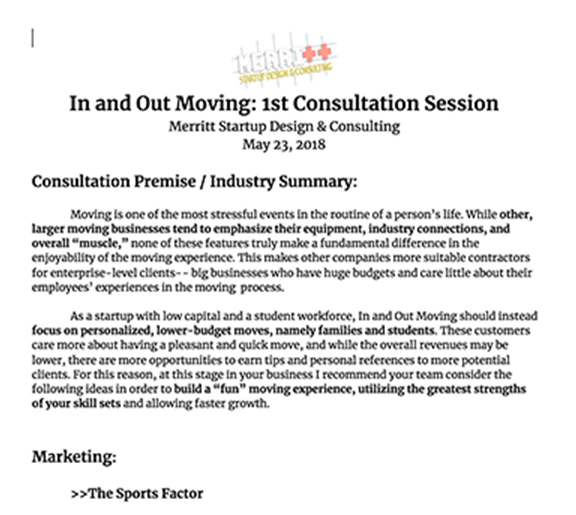 MERRITT
STARTUP DESIGN & CONSULTING
In and Out Moving: 1st Consultation Session
Merritt Startup Design & Consulting
May 23, 2018
Consultation Premise / Industry Summary:
Moving is one of the most stressful events in the routine of a person's life. While other,
larger moving businesses tend to emphasize their equipment, industry connections, and
overall “muscle,” none of these features truly make a fundamental difference in the
enjoyability of the moving experience. This makes other companies more suitable contractors
for enterprise-level clients-- big businesses who have huge budgets and care little about their
employees' experiences in the moving process.
As a startup with low capital and a student workforce, In and Out Moving should instead
focus on personalized, lower-budget moves, namely families and students. These customers
care more about having a pleasant and quick move, and while the overall revenues may be
lower, there are more opportunities to earn tips and personal references to more potential
clients. For this reason, at this stage in your business I recommend your team consider the
following ideas in order to build a “fun” moving experience, utilizing the greatest strengths
of your skill sets and allowing faster growth.
Marketing:
>>The Sports Factor